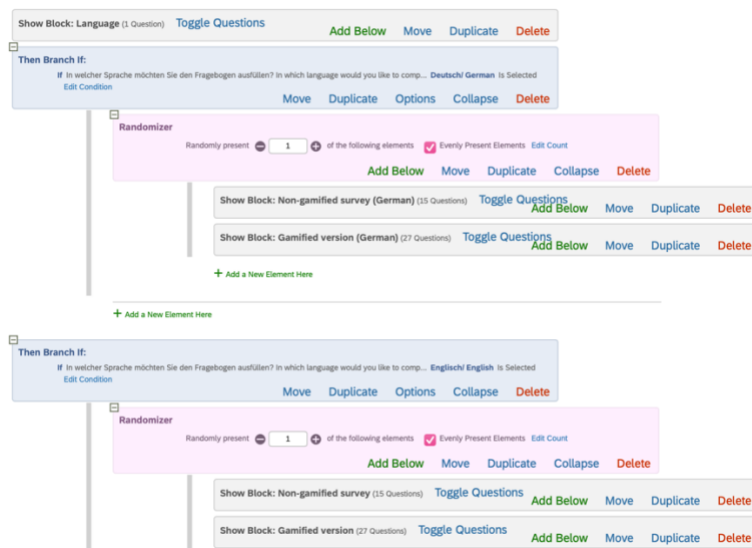 Show Block: Language (1 Question) Toggle Questions Add Below Move Duplicate Delete
Then Branch If:
If In welcher Sprache möchten Sie den Fragebogen ausfüllen? In which language would you like to comp... Deutsch/ German Is Selected
Edit Condition
Move Duplicate Options Collapse Delete
Randomizer
Randomly present 1 of the following elements Evenly Present Elements Edit Count
Add Below Move Duplicate Collapse Delete
Show Block: Non-gamified survey (German) (15 Questions) Toggle Questions Add Below Move Duplicate Delete
Show Block: Gamified version (German) (27 Questions) Toggle Questions Add Below Move Duplicate Delete
+ Add a New Element Here
+ Add a New Element Here
Then Branch If:
If In welcher Sprache möchten Sie den Fragebogen ausfüllen? In which language would you like to comp... Englisch/ English Is Selected
Edit Condition
Move Duplicate Options Collapse Delete
Randomizer
Randomly present 1 of the following elements Evenly Present Elements Edit Count
Add Below Move Duplicate Collapse Delete
Show Block: Non-gamified survey (15 Questions) Toggle Questions Add Below Move Duplicate Delete
Show Block: Gamified version (27 Questions) Toggle Questions Add Below Move Duplicate Delete